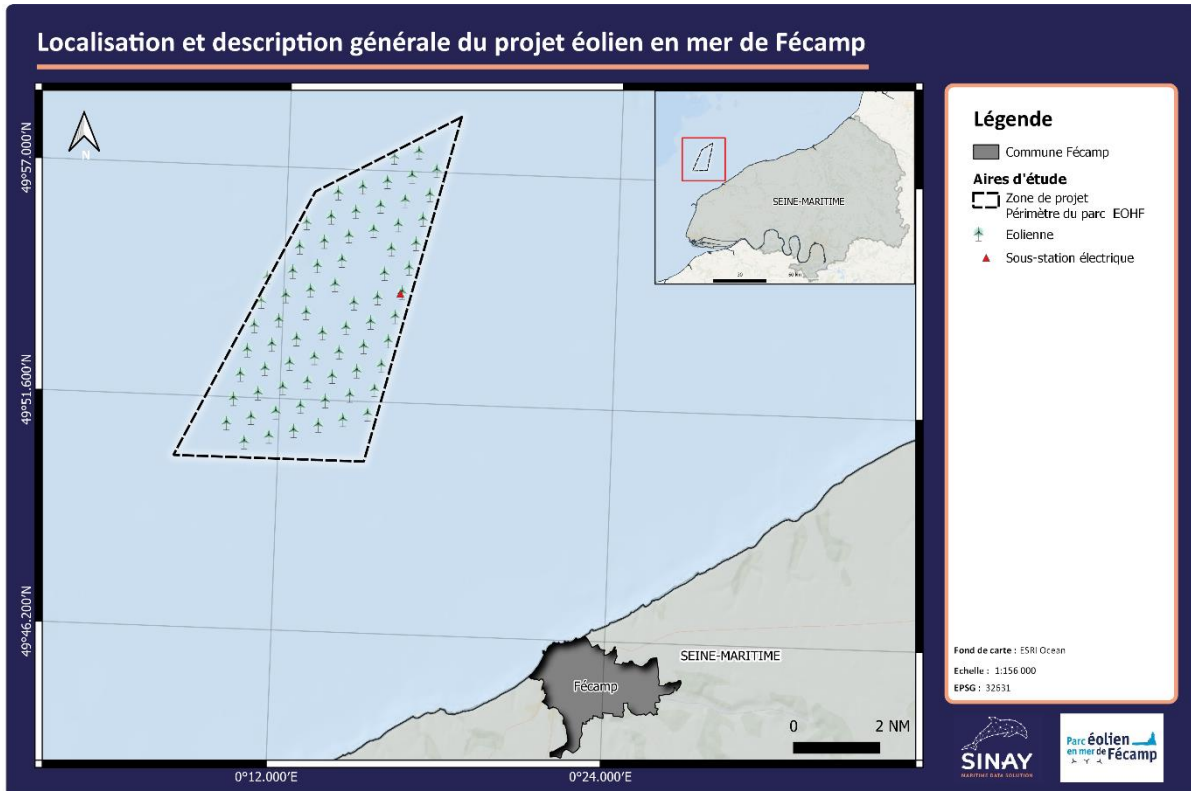 Localisation et description générale du projet éolien en mer de Fécamp
N
49°57.000'N
49°51.600'N
49°46.200'N
0°12.000'E
0°24.000'E
SEINE-MARITIME
SEINE-MARITIME
Fécamp
0 2 NM
Légende
Commune Fécamp
Aires d'étude
Zone de projet
Périmètre du parc EOHF
Eolienne
Sous-station électrique
Fond de carte : ESRI Ocean
Echelle : 1:156 000
EPSG : 32631
SINAY
MARITIME DATA SOLUTION
Parc éolien
en mer de Fécamp